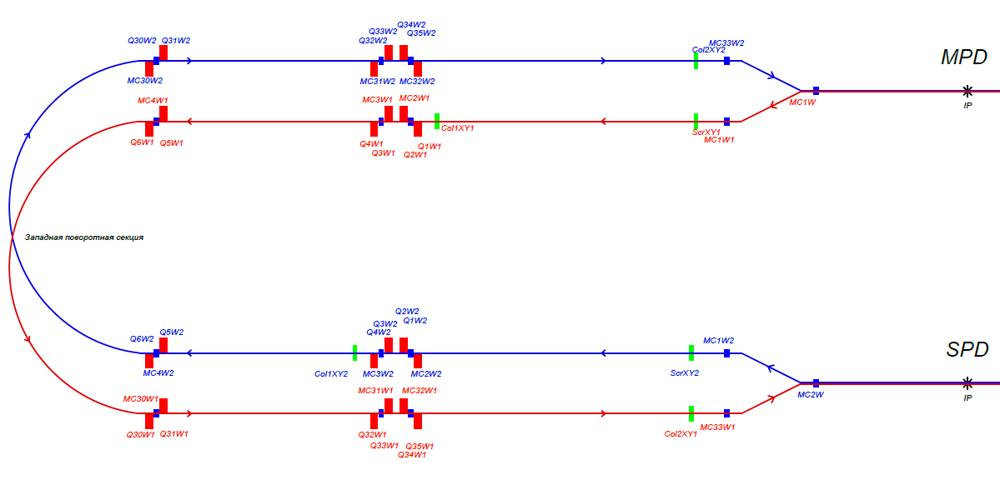 Q34W2
Q33W2
Q35W2
Q30W2
Q31W2
Q32W2
MC33W2
Col2XY2
MPD
MC30W2
MC31W2
MC32W2
MC4W1
MC3W1
MC2W1
MC1W
IP
Col1XY1
ScrXY1
MC1W1
Q6W1
Q5W1
Q4W1
Q3W1
Q1W1
Q2W1
Западная поворотная секция
Q2W2
Q3W2
Q1W2
Q6W2
Q5W2
Q4W2
MC1W2
SPD
MC4W2
Col1XY2
MC3W2
MC2W2
ScrXY2
MC2W
IP
MC30W1
MC31W1
MC32W1
Q30W1
Q31W1
Q32W1
Q33W1
Q35W1
Q34W1
Col2XY1
MC33W1